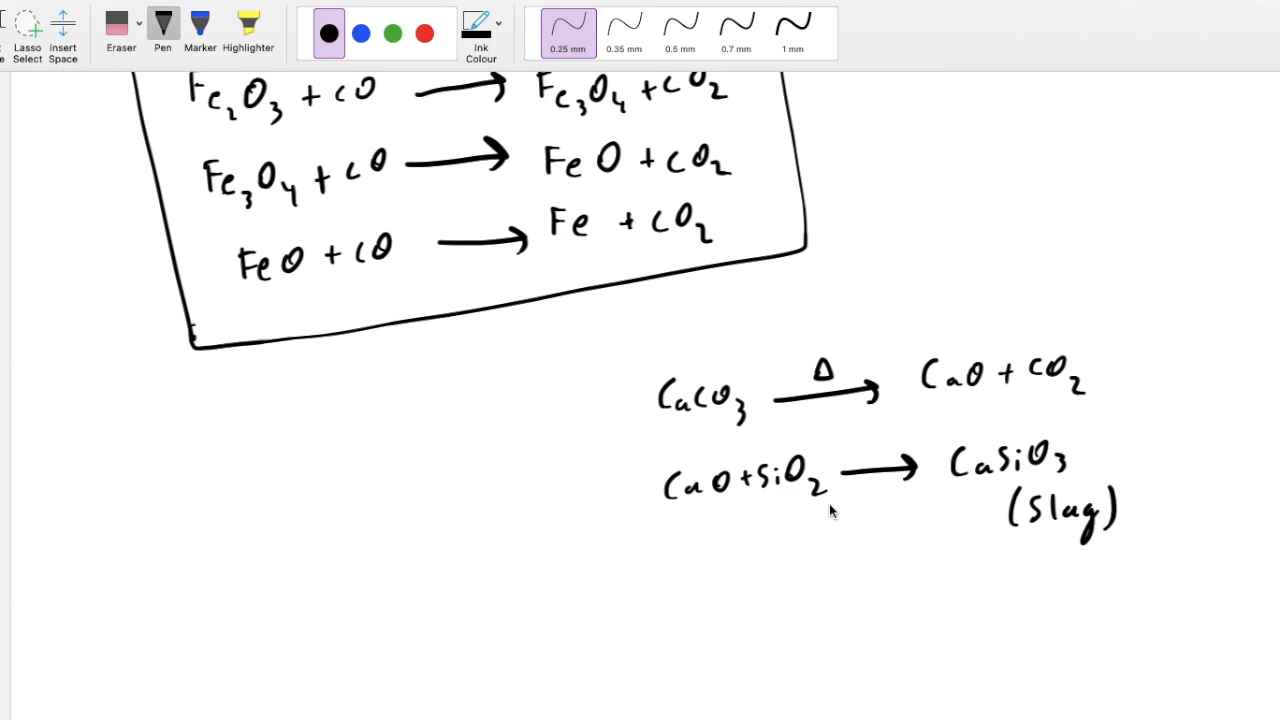 Eraser Pen Marker Highlighter
Lasso Select
Insert Space
Ink Colour
0.25 mm 0.35 mm 0.5 mm 0.7 mm 1 mm
Fe₂O₃ + CO → Fe₃O₄ + CO₂
Fe₃O₄ + CO → FeO + CO₂
FeO + CO → Fe + CO₂
CaCO₃ Δ→ CaO + CO₂
CaO + SiO₂ → CaSiO₃
(Slag)